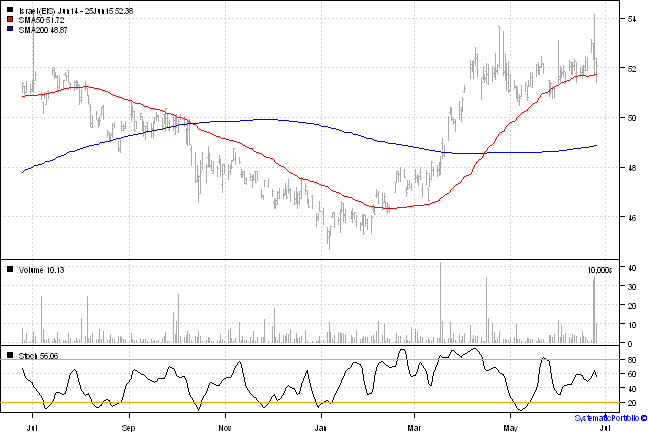 Israel (EIS) Jun14 - 25Jun15 52.38
SMA50 51.72
SMA200 48.87
54
52
50
48
46
Volume 10.13
10,000s
40
30
20
10
0
Stoch 56.06
80
60
40
20
Jul Sep Nov Jan Mar May Jul
SystematicPortfolio ©